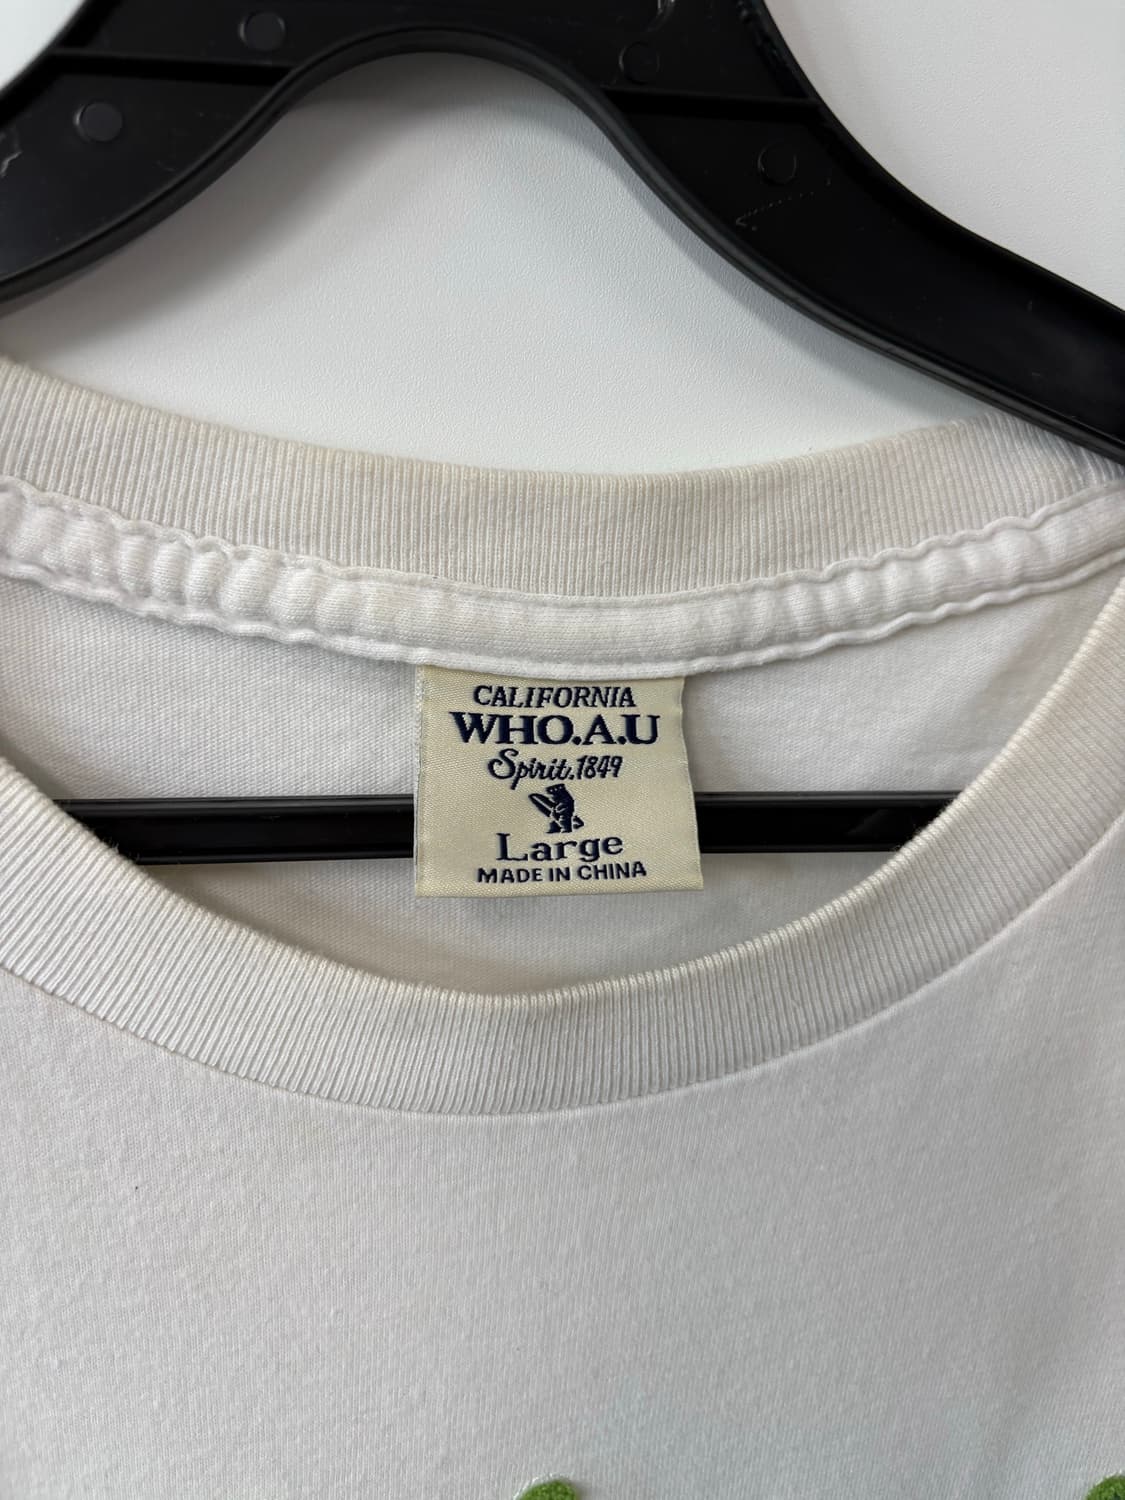 CALIFORNIA
WHO.A.U
Spirit.1849
Large
MADE IN CHINA